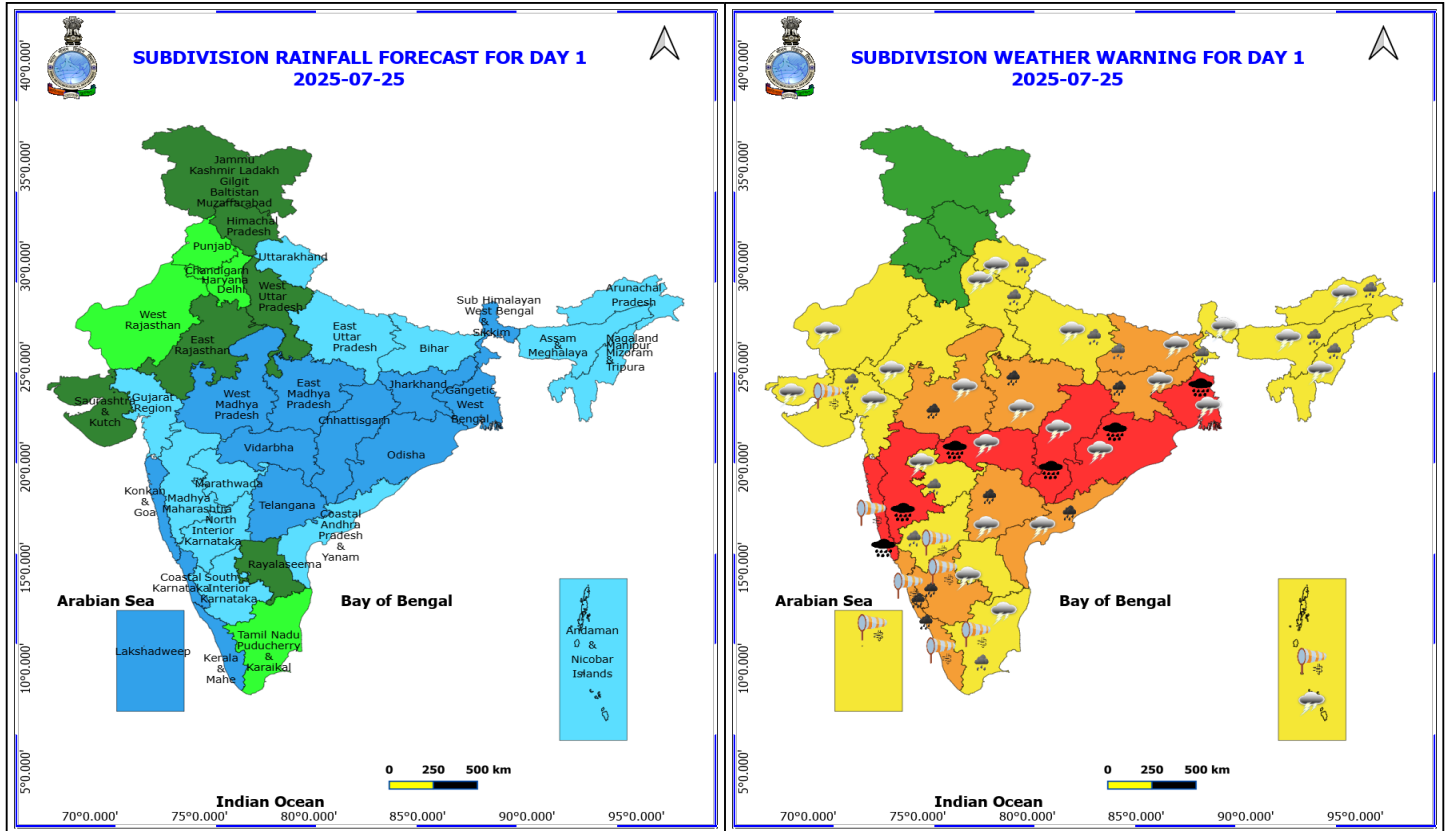 SUBDIVISION RAINFALL FORECAST FOR DAY 1
2025-07-25
40°0.000'
35°0.000'
30°0.000'
25°0.000'
20°0.000'
15°0.000'
10°0.000'
5°0.000'
Jammu
Kashmir Ladakh
Gilgit
Baltistan
Muzaffarabad
Himachal
Pradesh
Punjab
Uttarakhand
Chandigarh
Haryana
Delhi
West
Uttar
Pradesh
West
Rajasthan
East
Rajasthan
East
Uttar
Pradesh
Bihar
Sub Himalayan
West Bengal
&
Sikkim
Arunachal
Pradesh
Assam
&
Meghalaya
Nagaland
Manipur
Mizoram
&
Tripura
Saurashtra
&
Kutch
Gujarat
Region
West
Madhya
Pradesh
East
Madhya
Pradesh
Jharkhand
Gangetic
West
Bengal
Chhattisgarh
Vidarbha
Odisha
Konkan
&
Goa
Marathwada
Madhya
Maharashtra
North
Interior
Karnataka
Telangana
Coastal
Andhra
Pradesh
&
Yanam
Rayalaseema
Coastal
Karnataka
South
Interior
Karnataka
Tamil Nadu
Puducherry
&
Karaikal
Kerala
&
Mahe
Lakshadweep
Andaman
&
Nicobar
Islands
Arabian Sea
Bay of Bengal
0 250 500 km
Indian Ocean
70°0.000' 75°0.000' 80°0.000' 85°0.000' 90°0.000' 95°0.000'
SUBDIVISION WEATHER WARNING FOR DAY 1
2025-07-25
40°0.000'
35°0.000'
30°0.000'
25°0.000'
20°0.000'
15°0.000'
10°0.000'
5°0.000'
Arabian Sea
Bay of Bengal
0 250 500 km
Indian Ocean
70°0.000' 75°0.000' 80°0.000' 85°0.000' 90°0.000' 95°0.000'